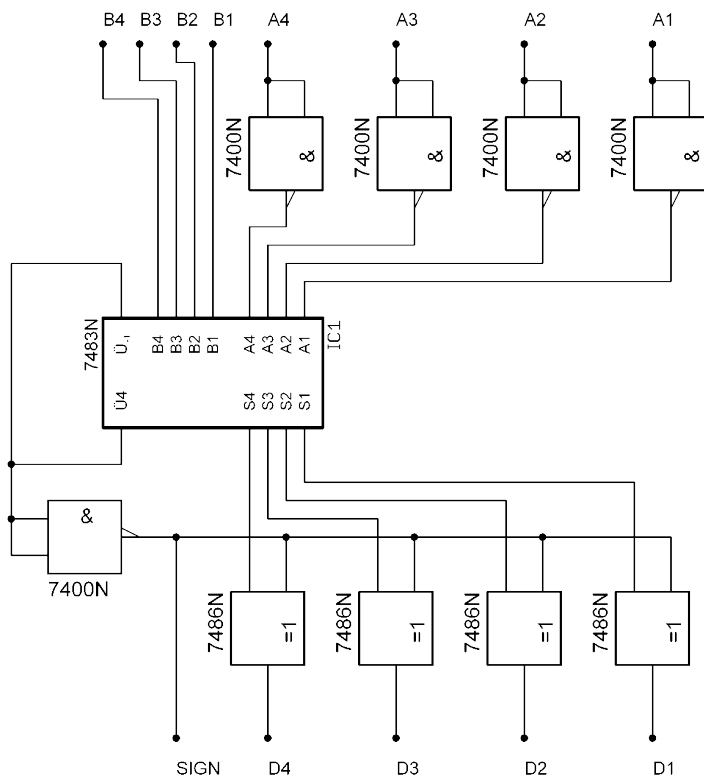 B4 B3 B2 B1 A4 A3 A2 A1
7400N & 7400N & 7400N & 7400N &
7483N Ü-1 B4 B3 B2 B1 A4 A3 A2 A1 IC1
Ü4 S4 S3 S2 S1
&
7400N
7486N =1 7486N =1 7486N =1 7486N =1
SIGN D4 D3 D2 D1